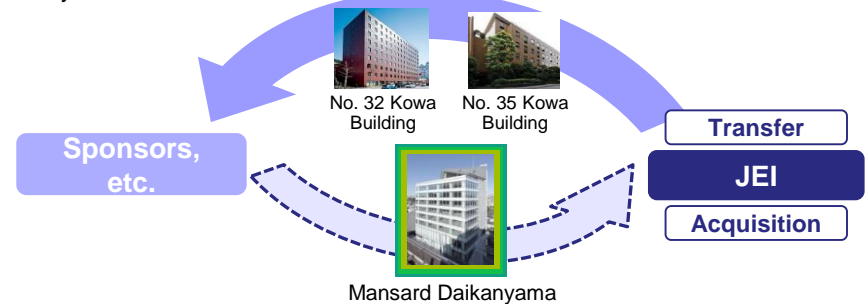 No. 32 Kowa
Building
No. 35 Kowa
Building
Sponsors,
etc.
Transfer
JEI
Acquisition
Mansard Daikanyama